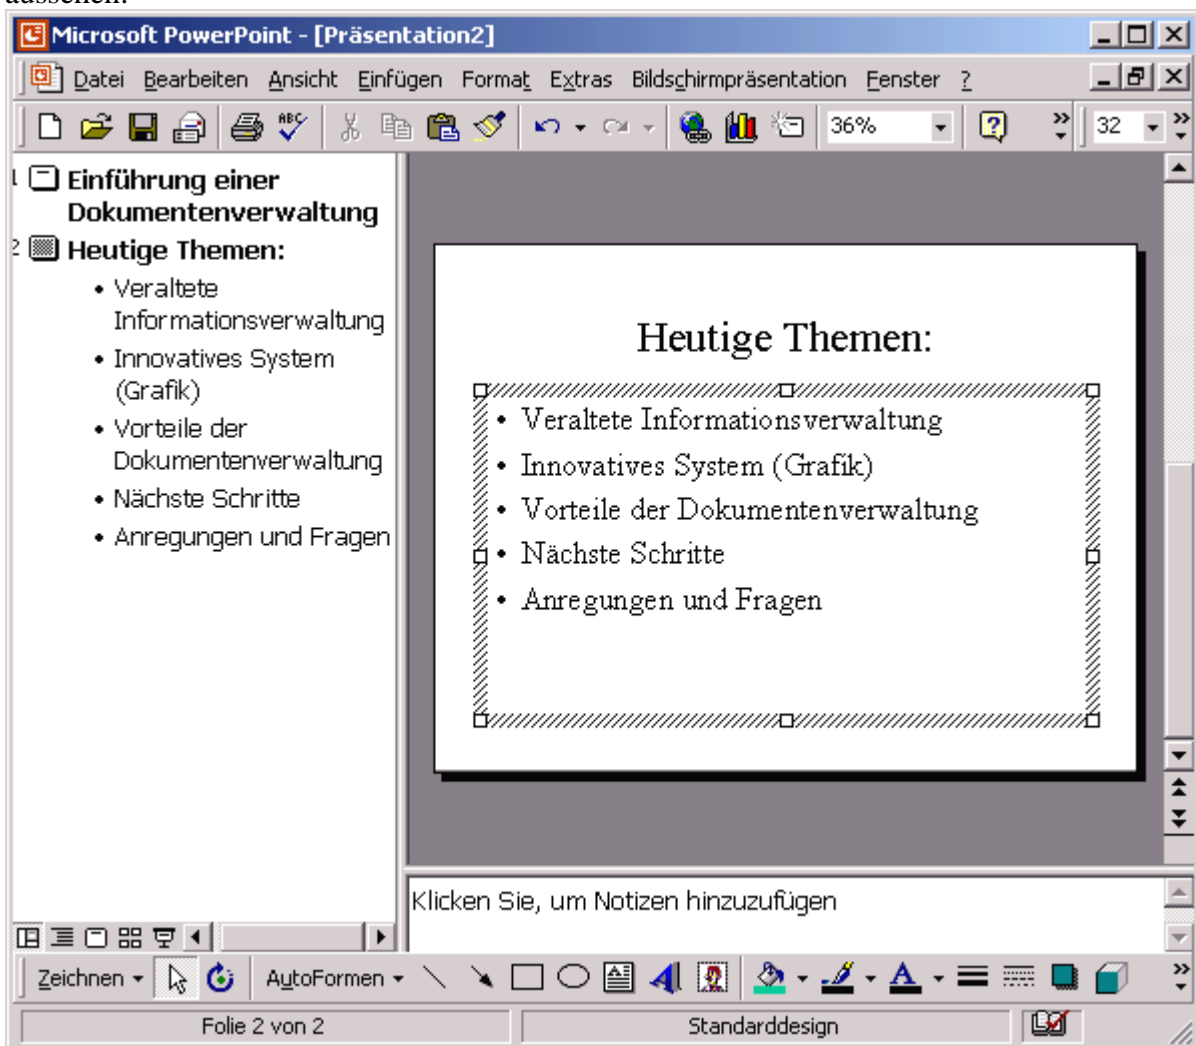 aussehen:
Microsoft PowerPoint - [Präsentation2]
Datei Bearbeiten Ansicht Einfügen Format Extras Bildschirmpräsentation Fenster ?
ABC 36% ? 32
1 Einführung einer
Dokumentenverwaltung
2 Heutige Themen:
• Veraltete
Informationsverwaltung
• Innovatives System
(Grafik)
• Vorteile der
Dokumentenverwaltung
• Nächste Schritte
• Anregungen und Fragen
Heutige Themen:
• Veraltete Informationsverwaltung
• Innovatives System (Grafik)
• Vorteile der Dokumentenverwaltung
• Nächste Schritte
• Anregungen und Fragen
Klicken Sie, um Notizen hinzuzufügen
Zeichnen AutoFormen
Folie 2 von 2 Standarddesign